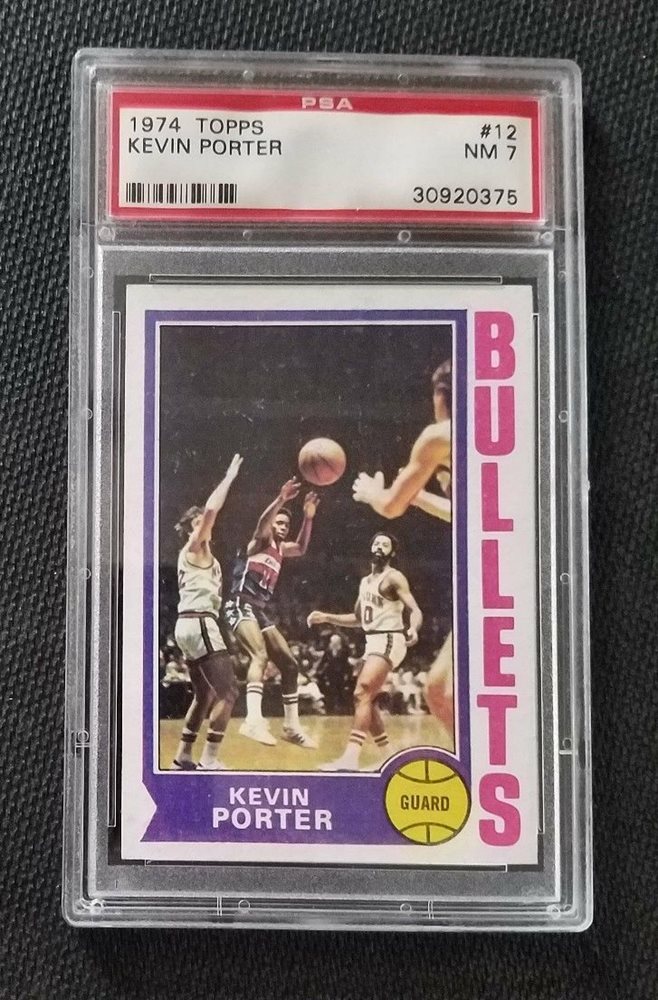 PSA
1974 TOPPS #12
KEVIN PORTER NM 7
30920375
BULLETS
KEVIN
PORTER
GUARD